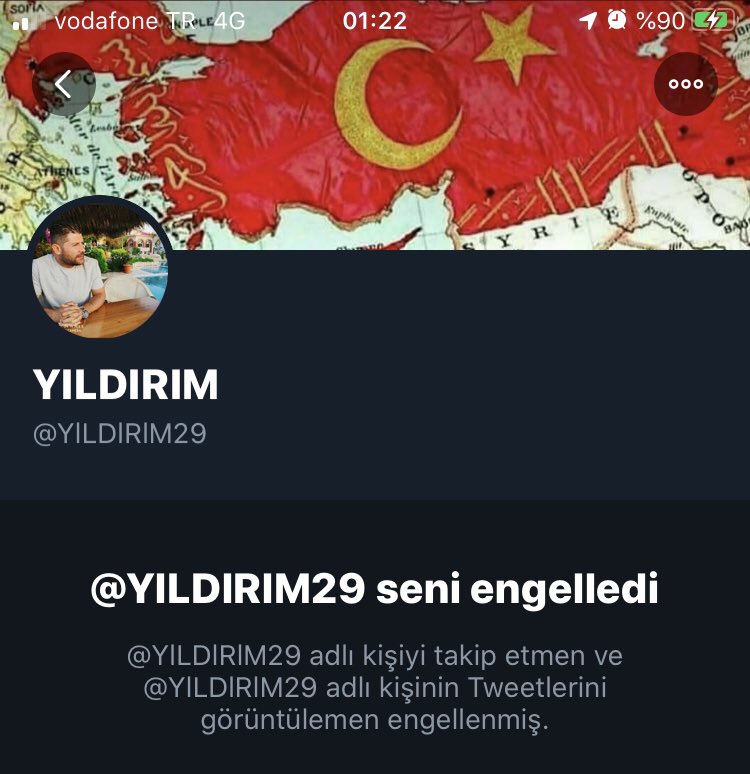 vodafone TR 4G 01:22 %90
SOFIA
ATHENS
SYRIE
Euphrate
YILDIRIM
@YILDIRIM29
@YILDIRIM29 seni engelledi
@YILDIRIM29 adlı kişiyi takip etmen ve
@YILDIRIM29 adlı kişinin Tweetlerini
görüntülemen engellenmiş.